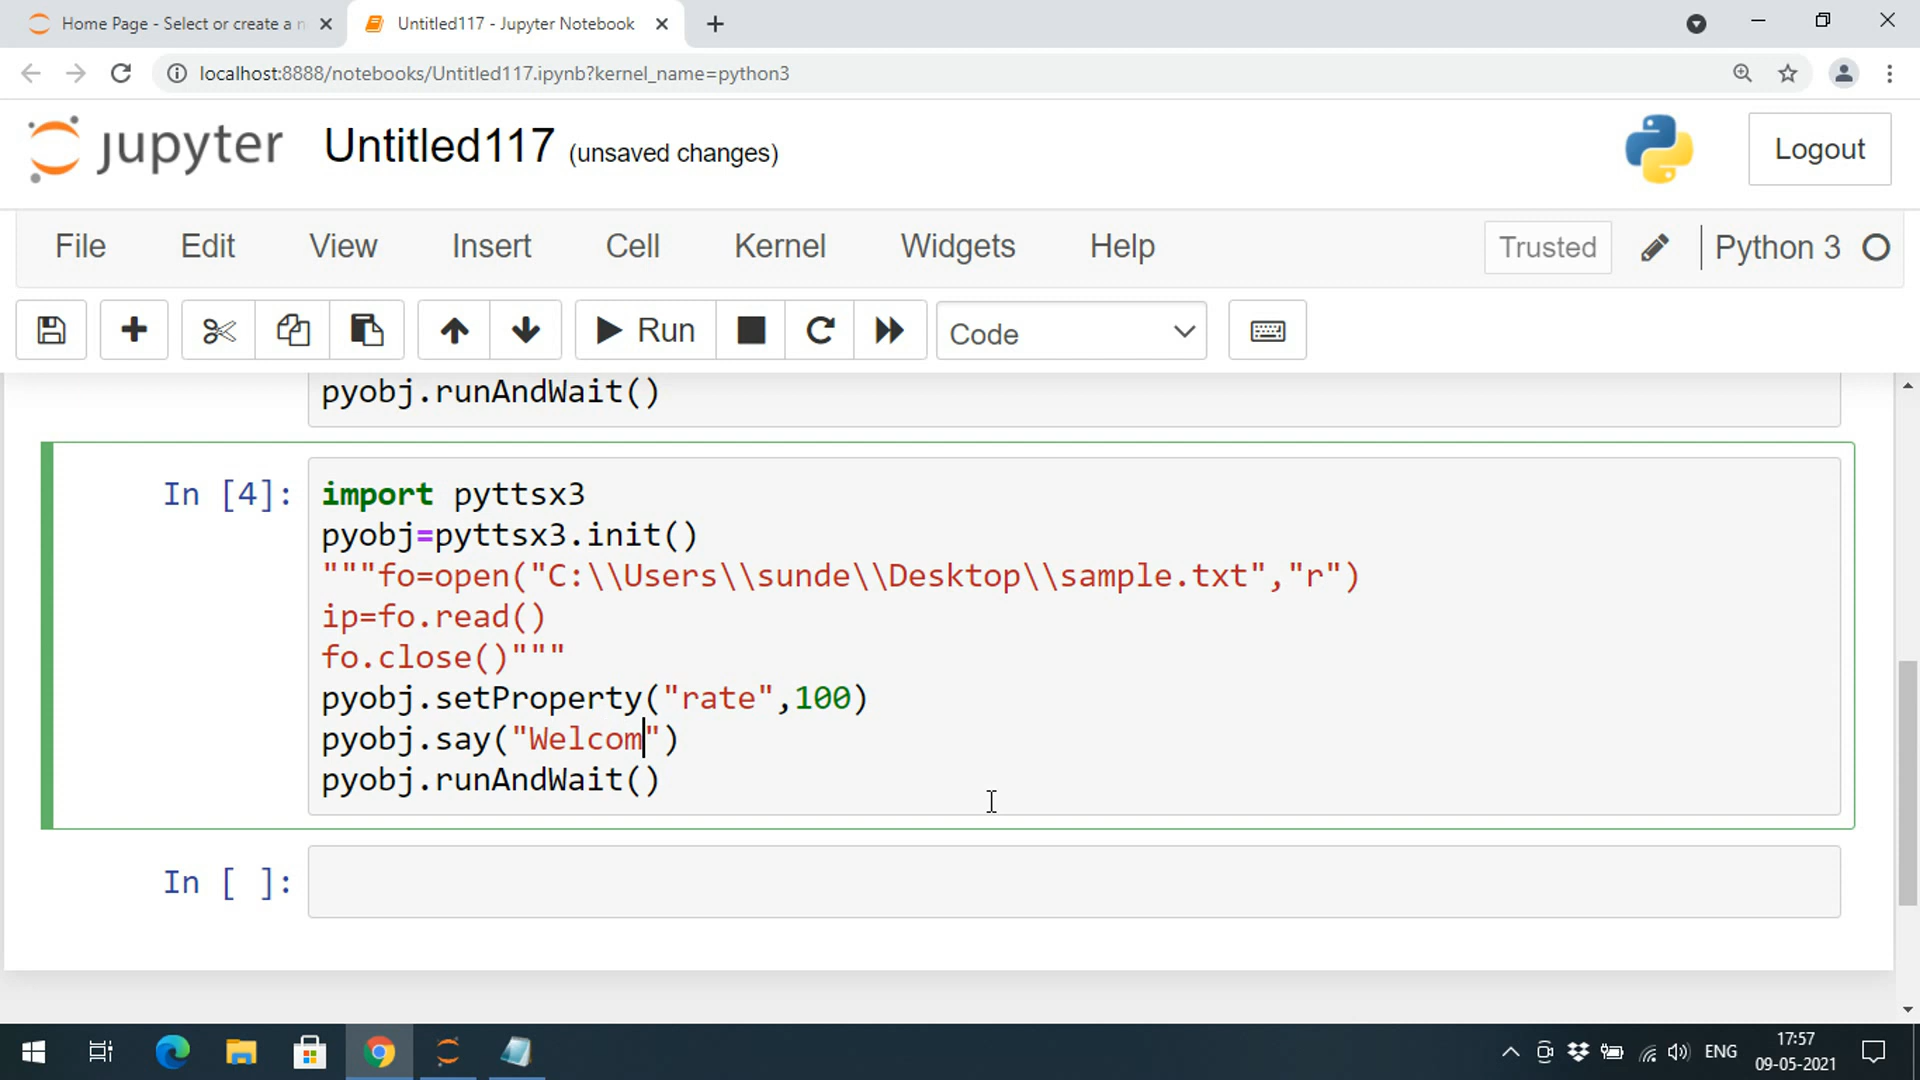 Home Page - Select or create a n
Untitled117 - Jupyter Notebook
localhost:8888/notebooks/Untitled117.ipynb?kernel_name=python3
jupyter Untitled117 (unsaved changes)
Logout
File Edit View Insert Cell Kernel Widgets Help
Trusted
Python 3
Run
Code
pyobj.runAndWait()
In [4]:
import pyttsx3
pyobj=pyttsx3.init()
"""fo=open("C:\\Users\\sunde\\Desktop\\sample.txt","r")
ip=fo.read()
fo.close()"""
pyobj.setProperty("rate",100)
pyobj.say("Welcom")
pyobj.runAndWait()
In [ ]:
ENG
17:57
09-05-2021